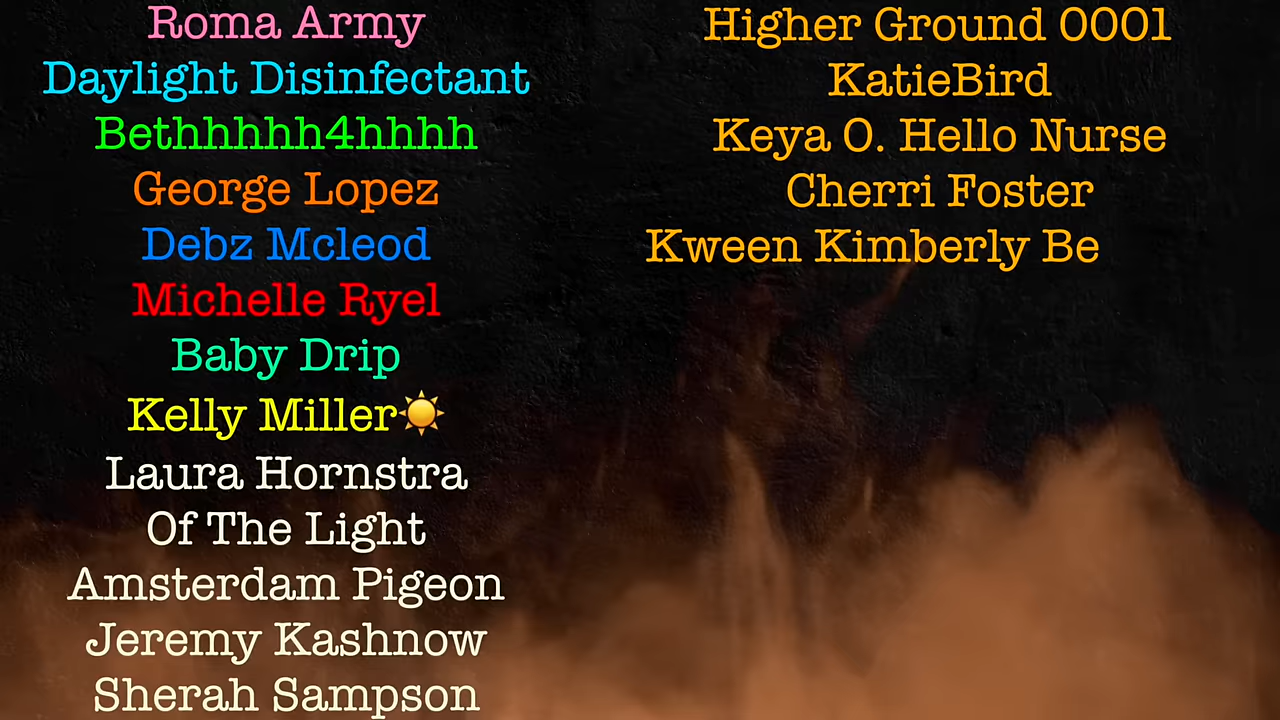 Roma Army
Daylight Disinfectant
Bethhhhhh4hhhh
George Lopez
Debz Mcleod
Michelle Ryel
Baby Drip
Kelly Miller☀️
Laura Hornstra
Of The Light
Amsterdam Pigeon
Jeremy Kashnow
Sherah Sampson
Higher Ground 0001
KatieBird
Keya O. Hello Nurse
Cherri Foster
Kween Kimberly Be